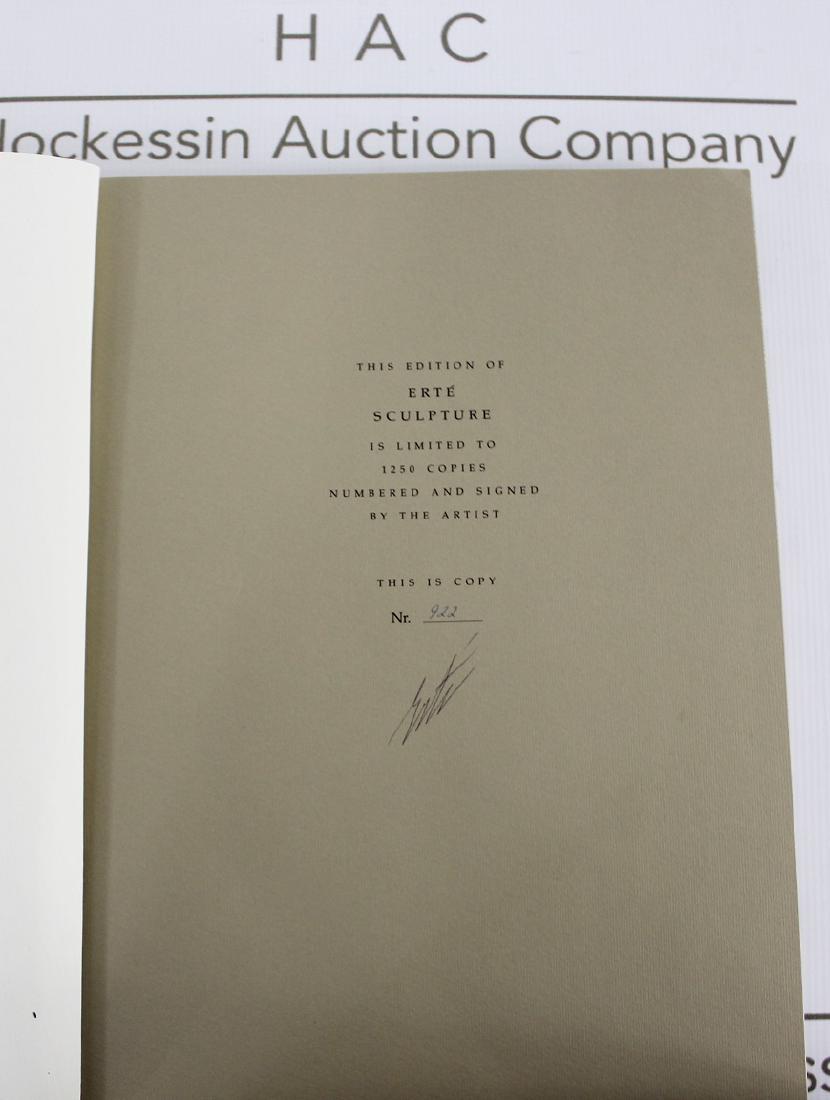 H A C
ockessin Auction Company
THIS EDITION OF
ERTÉ
SCULPTURE
IS LIMITED TO
1250 COPIES
NUMBERED AND SIGNED
BY THE ARTIST
THIS IS COPY
Nr. 922
Erté